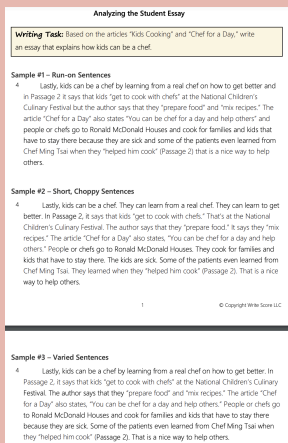 Analyzing the Student Essay
Writing Task: Based on the articles "Kids Cooking" and "Chef for a Day," write
an essay that explains how kids can be a chef.
Sample #1 – Run-on Sentences
4 Lastly, kids can be a chef by learning from a real chef on how to get better and
in Passage 2 it says that kids "get to cook with chefs" at the National Children's
Culinary Festival but the author says that they "prepare food" and "mix recipes." The
article "Chef for a Day" also states "You can be chef for a day and help others" and
people or chefs go to Ronald McDonald Houses and cook for families and kids that
have to stay there because they are sick and some of the patients even learned from
Chef Ming Tsai when they "helped him cook" (Passage 2) that is a nice way to help
others.
Sample #2 – Short, Choppy Sentences
4 Lastly, kids can be a chef. They can learn from a real chef. They can learn to get
better. In Passage 2, it says that kids "get to cook with chefs." That's at the National
Children's Culinary Festival. The author says that they "prepare food." It says they "mix
recipes." The article "Chef for a Day" also states, "You can be chef for a day and help
others." People or chefs go to Ronald McDonald Houses. They cook for families and
kids that have to stay there. The kids are sick. Some of the patients even learned from
Chef Ming Tsai. They learned when they "helped him cook" (Passage 2). That is a nice
way to help others.
1 © Copyright Write Score LLC
Sample #3 – Varied Sentences
4 Lastly, kids can be a chef by learning from a real chef on how to get better. In
Passage 2, it says that kids "get to cook with chefs" at the National Children's Culinary
Festival. The author says that they "prepare food" and "mix recipes." The article "Chef
for a Day" also states, "You can be chef for a day and help others." People or chefs go
to Ronald McDonald Houses and cook for families and kids that have to stay there
because they are sick. Some of the patients even learned from Chef Ming Tsai when
they "helped him cook" (Passage 2). That is a nice way to help others.